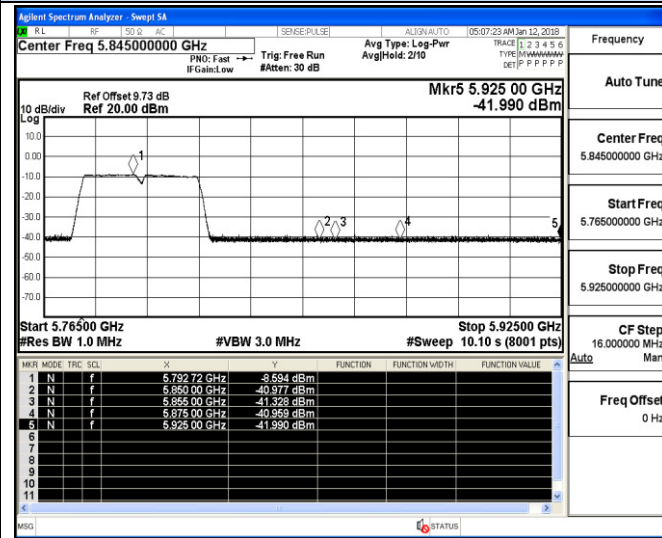 Agilent Spectrum Analyzer - Swept SA
RL RF 50 Ω AC SENSE:PULSE ALIGN AUTO 05:07:23 AM Jan 12, 2018
Center Freq 5.845000000 GHz
PNO: Fast
IFGain:Low
Trig: Free Run
#Atten: 30 dB
Avg Type: Log-Pwr
Avg|Hold: 2/10
TRACE 1 2 3 4 5 6
TYPE MWWWWW
DET P P P P P P
Ref Offset 9.73 dB
Ref 20.00 dBm
10 dB/div
Log
Mkr5 5.925 00 GHz
-41.990 dBm
10.0
0.00
-10.0
-20.0
-30.0
-40.0
-50.0
-60.0
-70.0
1
2
3
4
5
Start 5.76500 GHz
Stop 5.92500 GHz
#Res BW 1.0 MHz #VBW 3.0 MHz #Sweep 10.10 s (8001 pts)
MKR MODE TRC SCL X Y FUNCTION FUNCTION WIDTH FUNCTION VALUE
1 N f 5.792 72 GHz -8.594 dBm
2 N f 5.850 00 GHz -40.977 dBm
3 N f 5.855 00 GHz -41.328 dBm
4 N f 5.875 00 GHz -40.959 dBm
5 N f 5.925 00 GHz -41.990 dBm
6
7
8
9
10
11
MSG STATUS
Frequency
Auto Tune
Center Freq
5.845000000 GHz
Start Freq
5.765000000 GHz
Stop Freq
5.925000000 GHz
CF Step
16.000000 MHz
Auto Man
Freq Offset
0 Hz